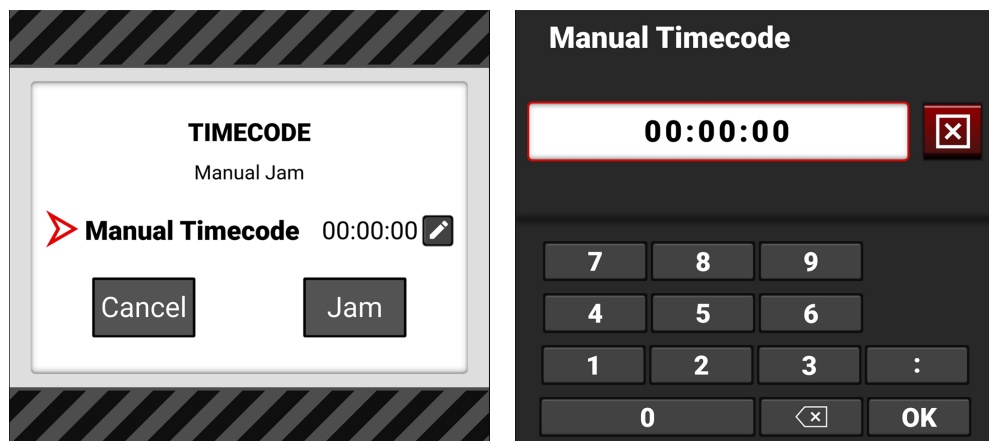 TIMECODE
Manual Jam
Manual Timecode 00:00:00
Cancel Jam
Manual Timecode
00:00:00
7 8 9
4 5 6
1 2 3 :
0 OK